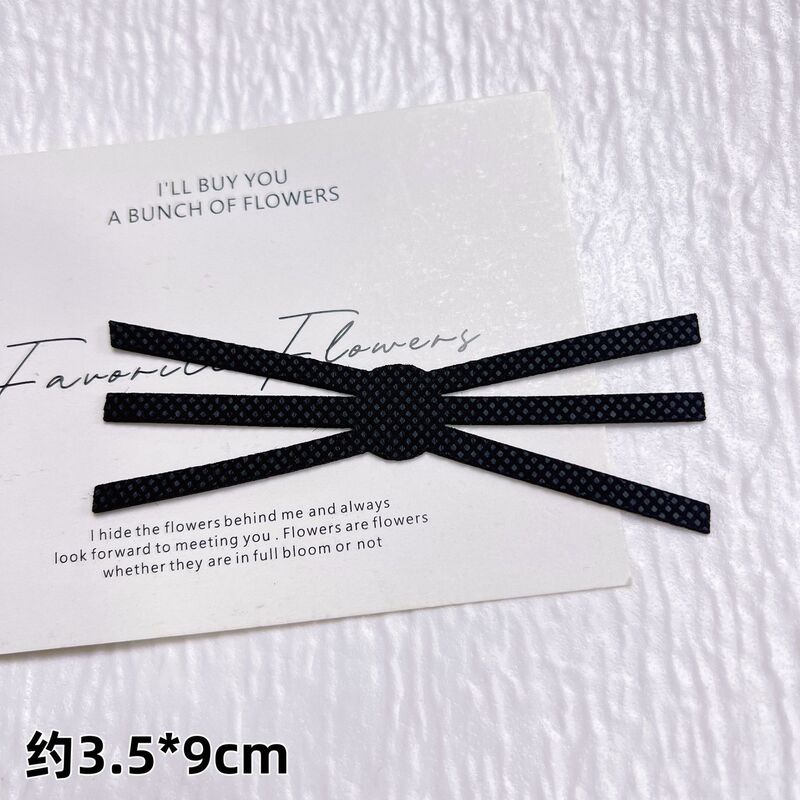 I'LL BUY YOU
A BUNCH OF FLOWERS
Favorite Flowers
I hide the flowers behind me and always
look forward to meeting you . Flowers are flowers
whether they are in full bloom or not
约3.5*9cm